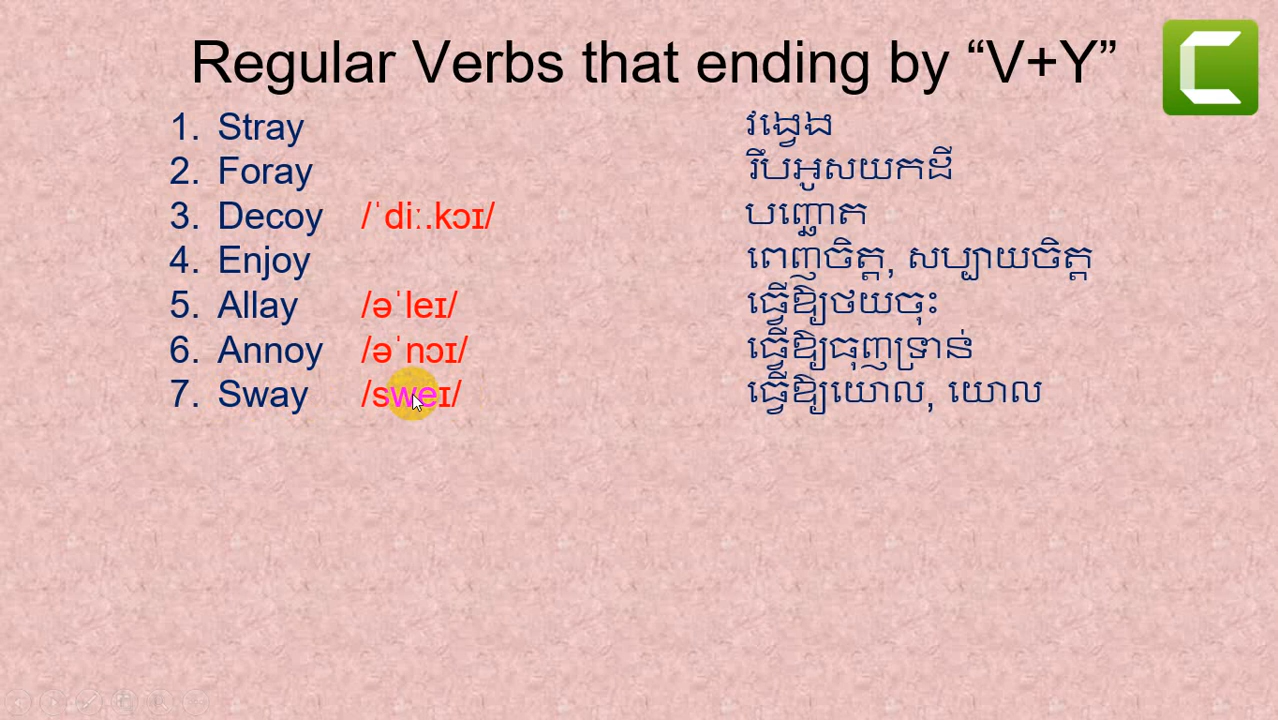 Regular Verbs that ending by “V+Y”
1. Stray វង្វេង
2. Foray រឹបអូសយកដី
3. Decoy /ˈdiː.kɔɪ/ បញ្ឆោត
4. Enjoy ពេញចិត្ត, សប្បាយចិត្ត
5. Allay /əˈleɪ/ ធ្វើឱ្យថយចុះ
6. Annoy /əˈnɔɪ/ ធ្វើឱ្យធុញទ្រាន់
7. Sway /sweɪ/ ធ្វើឱ្យយោល, យោល